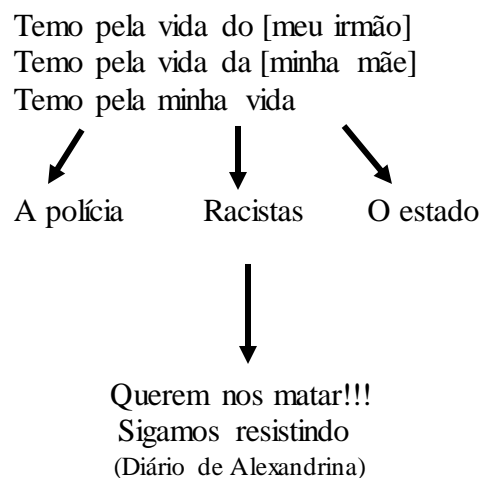 Temo pela vida do [meu irmão]
Temo pela vida da [minha mãe]
Temo pela minha vida
A polícia Racistas O estado
Querem nos matar!!!
Sigamos resistindo
(Diário de Alexandrina)